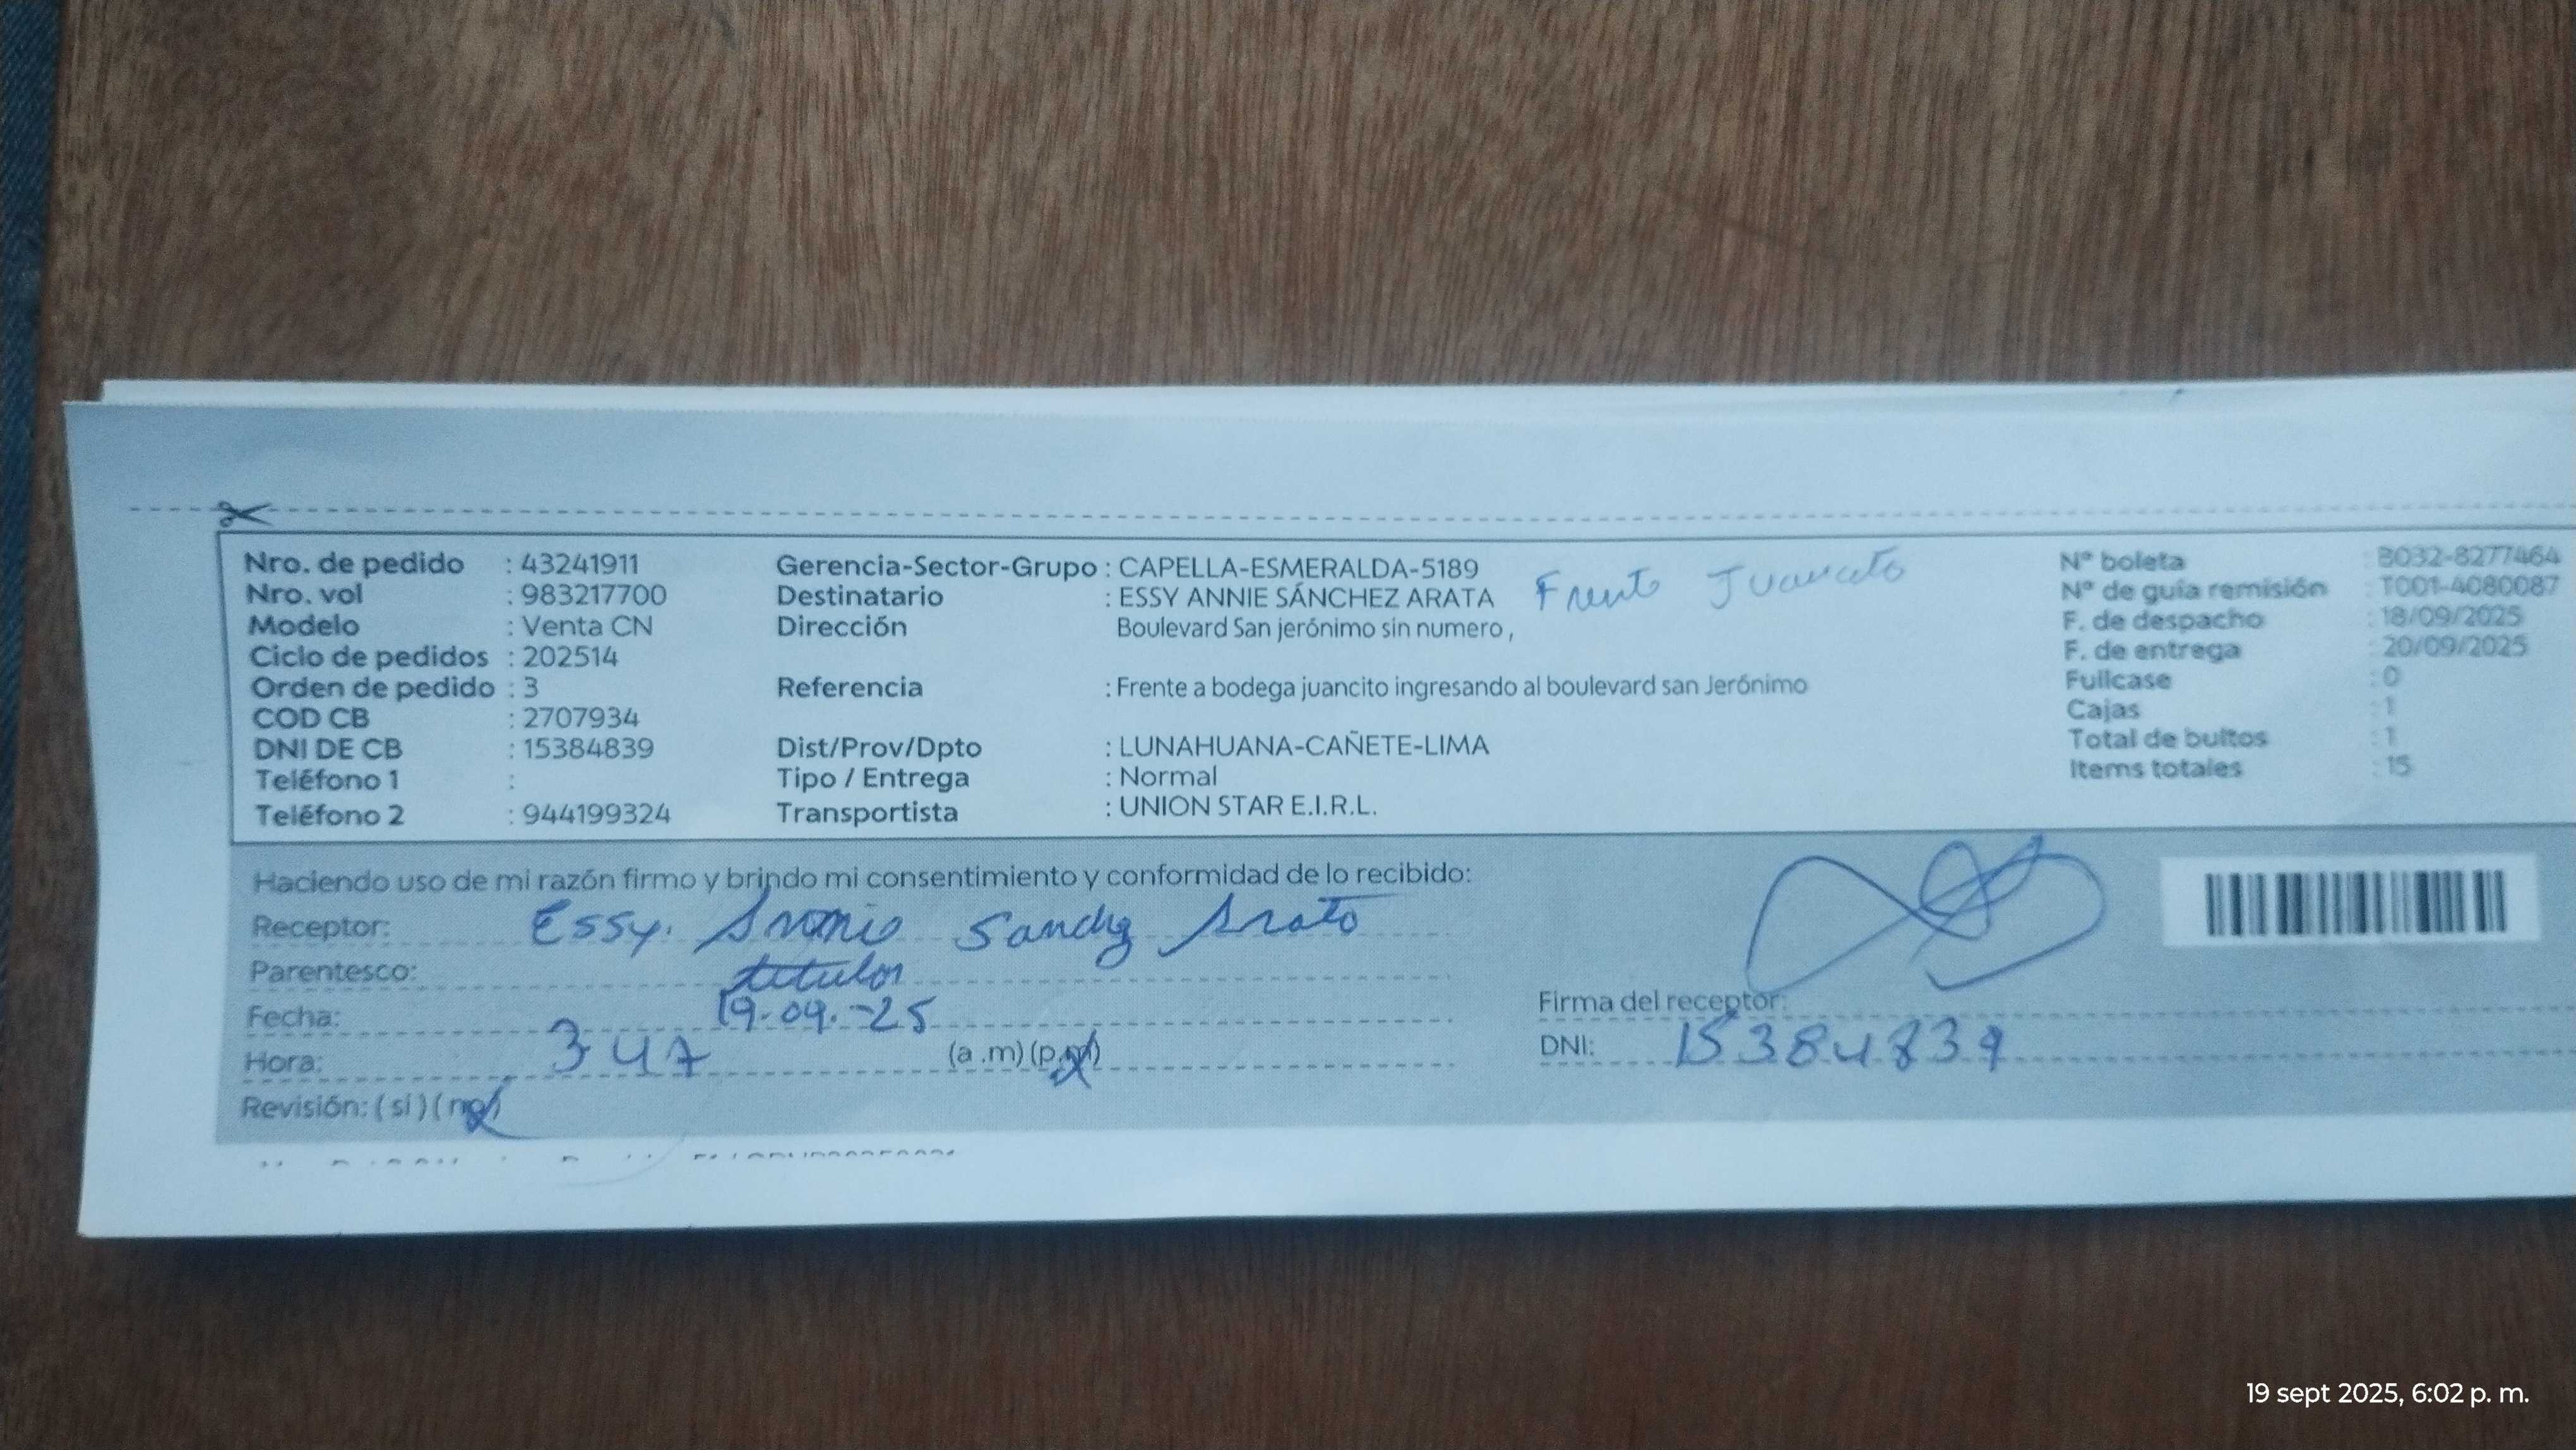 Nro. de pedido : 43241911
Nro. vol : 983217700
Modelo : Venta CN
Ciclo de pedidos : 202514
Orden de pedido : 3
COD CB : 2707934
DNI DE CB : 15384839
Teléfono 1 :
Teléfono 2 : 944199324
Gerencia-Sector-Grupo : CAPELLA-ESMERALDA-5189
Destinatario : ESSY ANNIE SÁNCHEZ ARATA
Frente
Dirección Boulevard San jerónimo sin numero ,
Referencia : Frente a bodega juancito ingresando al boulevard san Jerónimo
Dist/Prov/Dpto : LUNAHUANA-CAÑETE-LIMA
Tipo / Entrega : Normal
Transportista : UNION STAR E.I.R.L.
Nº boleta : B032-8277464
Nº de guía remisión : T001-4080087
F. de despacho : 18/09/2025
F. de entrega : 20/09/2025
Fullcase : 0
Cajas : 1
Total de bultos : 1
Items totales : 15
Haciendo uso de mi razón firmo y brindo mi consentimiento y conformidad de lo recibido:
Receptor: Essy. Annie Sanchez Arata
Parentesco: titular
Fecha: 19.09.-25
Hora: 3 47 (a .m) (p.m)
Revisión: ( si ) ( no)
Firma del receptor:
DNI: 15384839
19 sept 2025, 6:02 p. m.